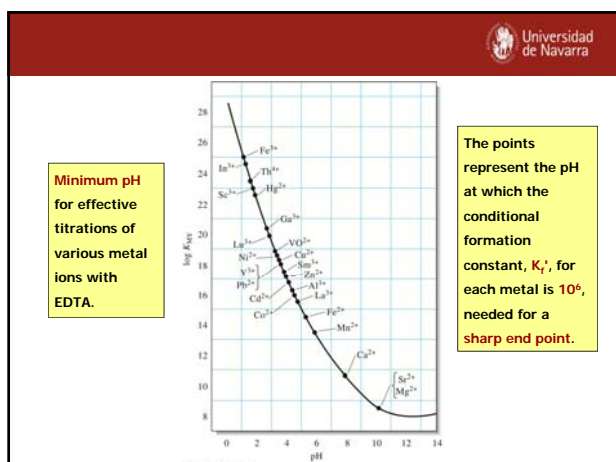 Universidad
de Navarra
Minimum pH
for effective
titrations of
various metal
ions with
EDTA.
28
26
24
22
20
18
16
14
12
10
8
log K_MY
Fe³⁺
In³⁺
Th⁴⁺
Sc³⁺
Hg²⁺
Ga³⁺
Lu³⁺
VO²⁺
Ni²⁺
Cu²⁺
Y³⁺
Sm³⁺
Pb²⁺
Zn²⁺
Cd²⁺
Al³⁺
Co²⁺
La³⁺
Fe²⁺
Mn²⁺
Ca²⁺
Sr²⁺
Mg²⁺
0 2 4 6 8 10 12 14
pH
The points
represent the pH
at which the
conditional
formation
constant, K_f', for
each metal is 10⁶,
needed for a
sharp end point.